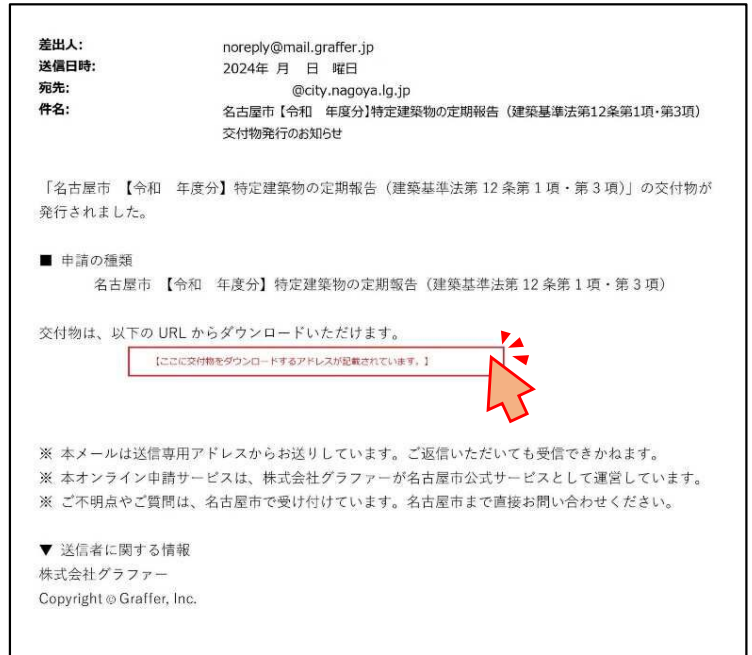 差出人: noreply@mail.graffer.jp
送信日時: 2024年 月 日 曜日
宛先: @city.nagoya.lg.jp
件名: 名古屋市【令和 年度分】特定建築物の定期報告（建築基準法第12条第1項・第3項）
交付物発行のお知らせ
「名古屋市 【令和 年度分】特定建築物の定期報告（建築基準法第 12 条第 1 項・第 3 項）」の交付物が
発行されました。
■ 申請の種類
名古屋市 【令和 年度分】特定建築物の定期報告（建築基準法第 12 条第 1 項・第 3 項）
交付物は、以下の URL からダウンロードいただけます。
【ここに交付物をダウンロードするアドレスが記載されています。】
※ 本メールは送信専用アドレスからお送りしています。ご返信いただいても受信できかねます。
※ 本オンライン申請サービスは、株式会社グラファーが名古屋市公式サービスとして運営しています。
※ ご不明点やご質問は、名古屋市で受け付けています。名古屋市まで直接お問い合わせください。
▼ 送信者に関する情報
株式会社グラファー
Copyright © Graffer, Inc.